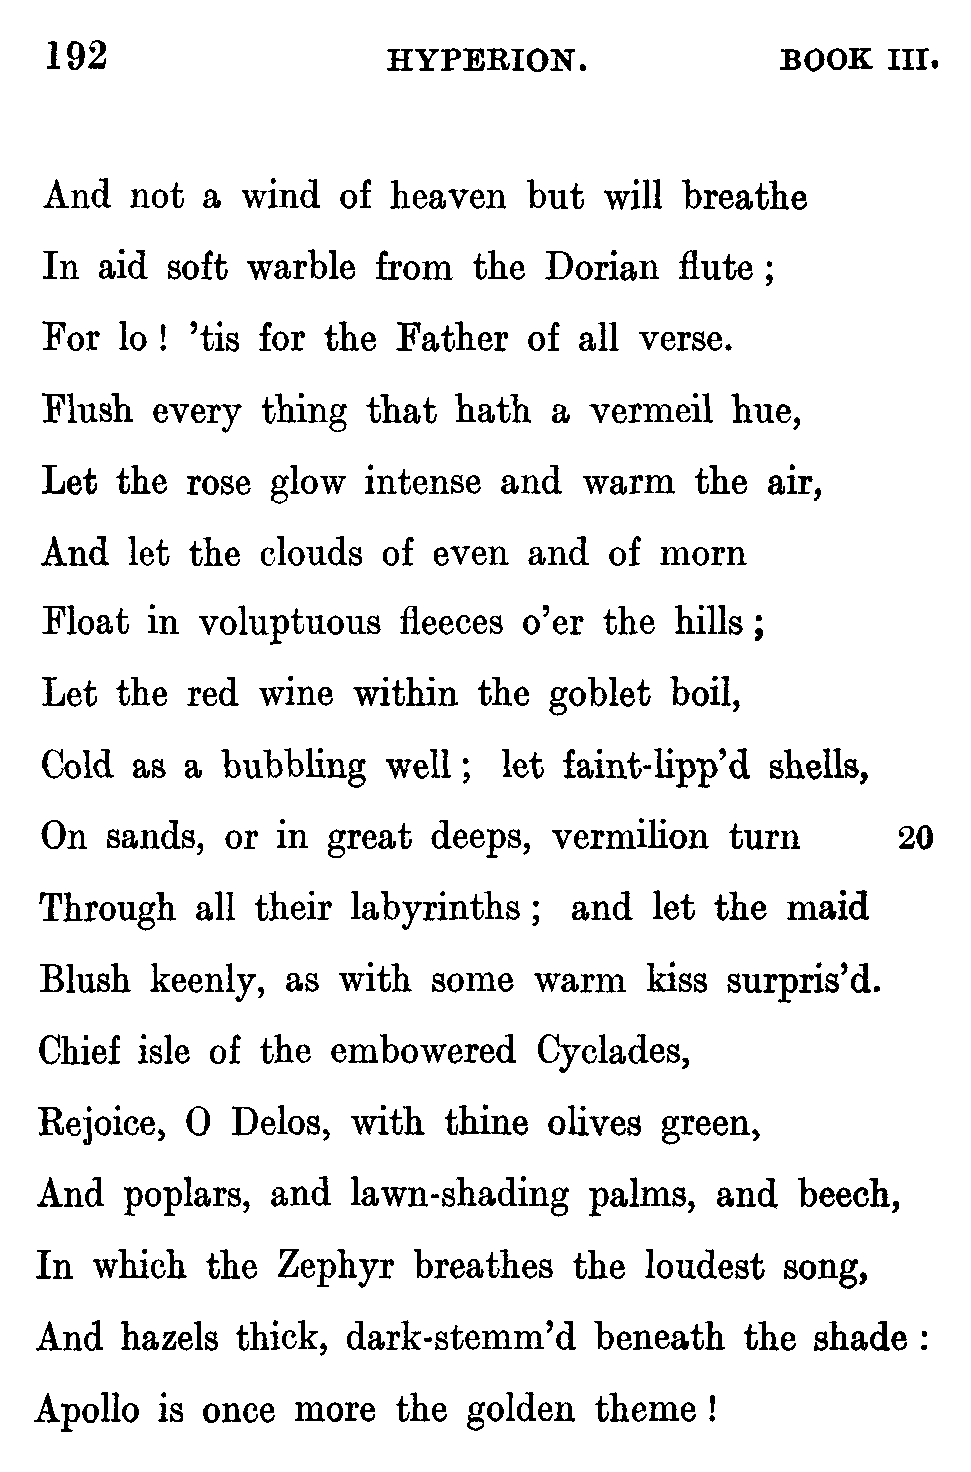 192 HYPERION. BOOK III.
And not a wind of heaven but will breathe
In aid soft warble from the Dorian flute ;
For lo ! ’tis for the Father of all verse.
Flush every thing that hath a vermeil hue,
Let the rose glow intense and warm the air,
And let the clouds of even and of morn
Float in voluptuous fleeces o’er the hills ;
Let the red wine within the goblet boil,
Cold as a bubbling well ; let faint-lipp’d shells,
On sands, or in great deeps, vermilion turn 20
Through all their labyrinths ; and let the maid
Blush keenly, as with some warm kiss surpris’d.
Chief isle of the embowered Cyclades,
Rejoice, O Delos, with thine olives green,
And poplars, and lawn-shading palms, and beech,
In which the Zephyr breathes the loudest song,
And hazels thick, dark-stemm’d beneath the shade :
Apollo is once more the golden theme !